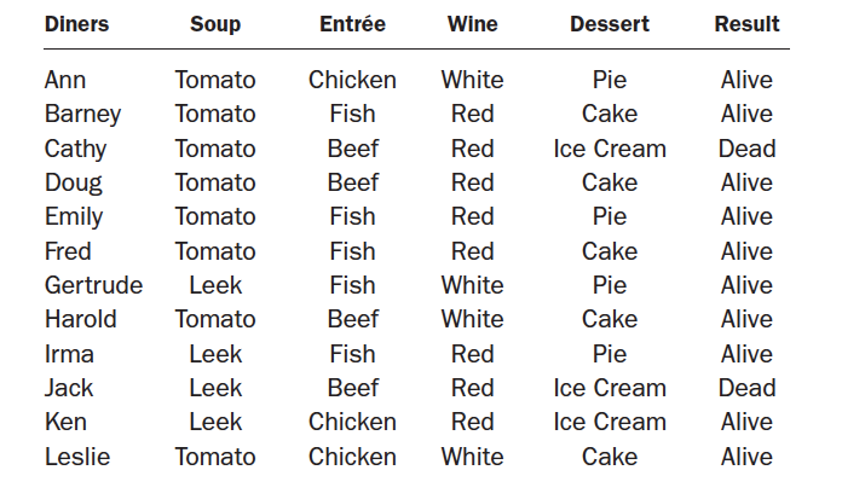 Diners Soup Entrée Wine Dessert Result
Ann Tomato Chicken White Pie Alive
Barney Tomato Fish Red Cake Alive
Cathy Tomato Beef Red Ice Cream Dead
Doug Tomato Beef Red Cake Alive
Emily Tomato Fish Red Pie Alive
Fred Tomato Fish Red Cake Alive
Gertrude Leek Fish White Pie Alive
Harold Tomato Beef White Cake Alive
Irma Leek Fish Red Pie Alive
Jack Leek Beef Red Ice Cream Dead
Ken Leek Chicken Red Ice Cream Alive
Leslie Tomato Chicken White Cake Alive